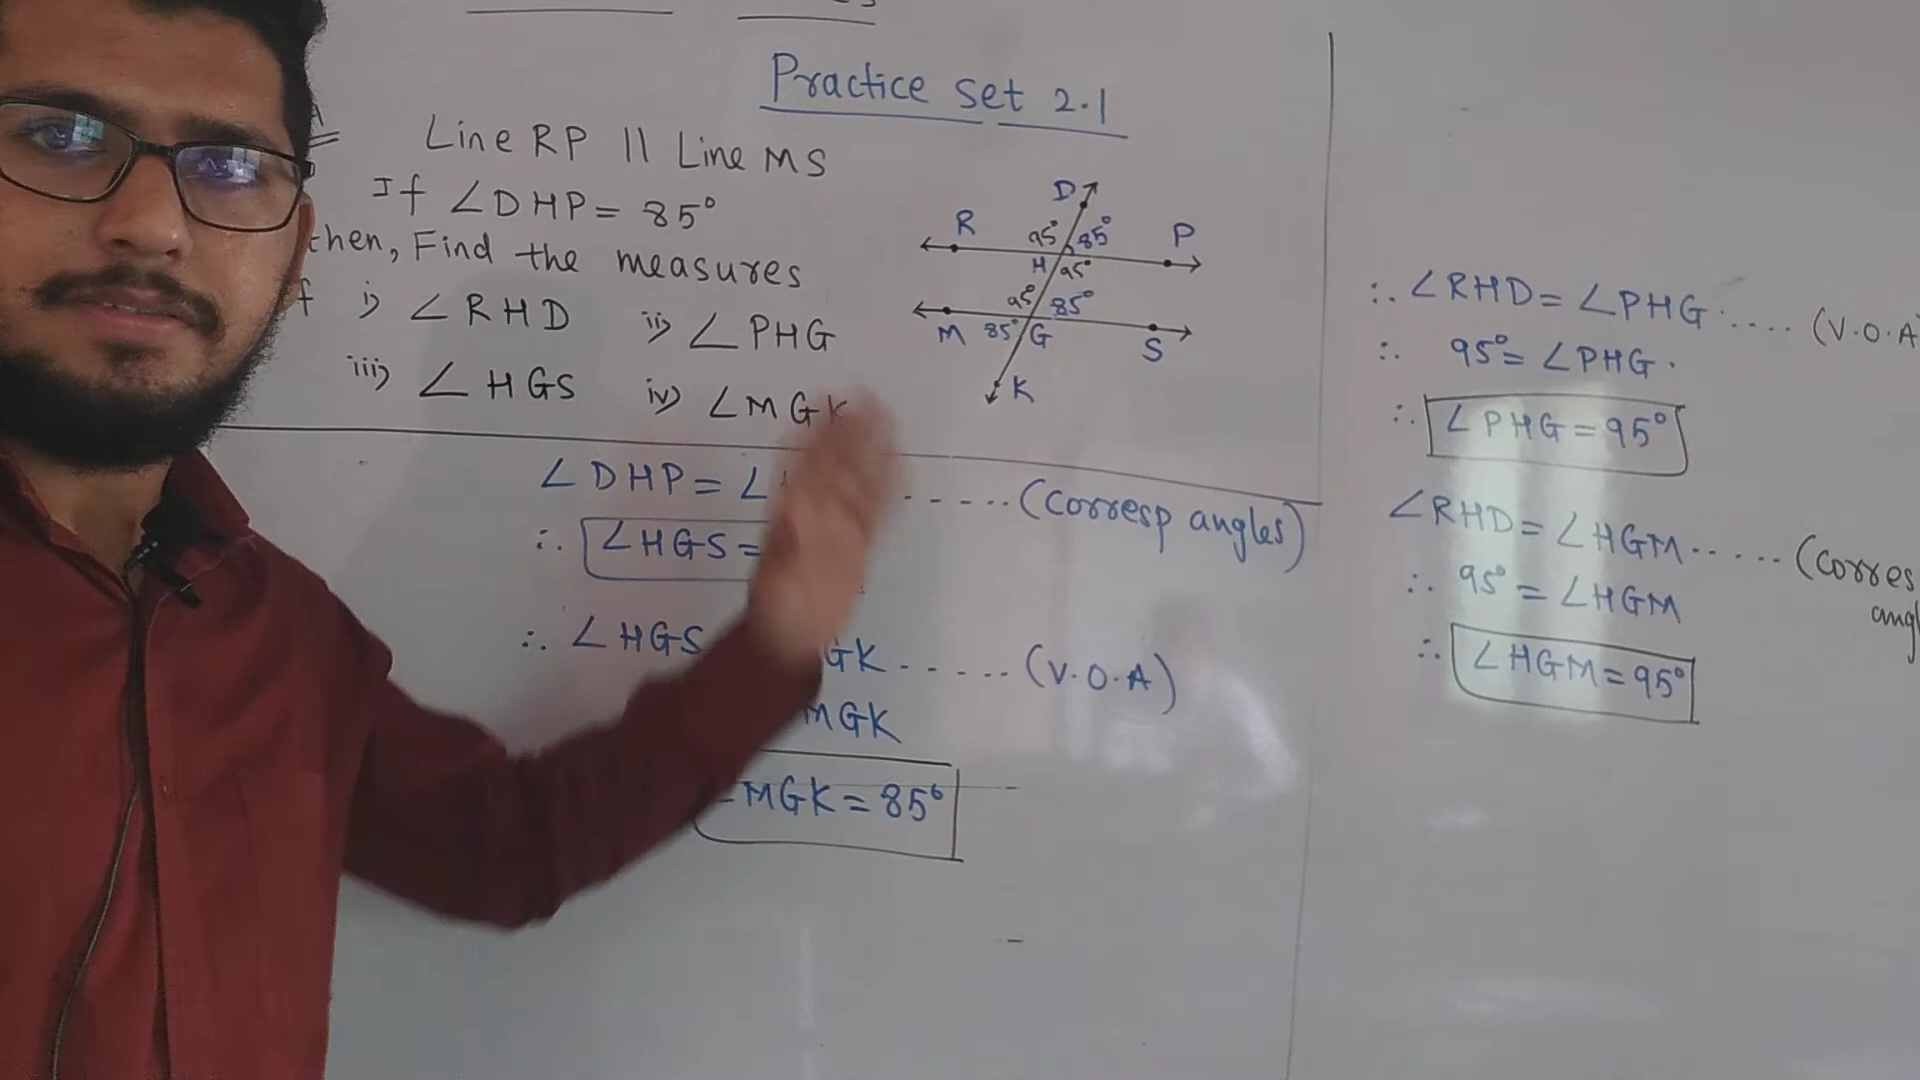 Practice set 2.1
Line RP || Line MS
If ∠DHP = 85°
then, Find the measures
i) ∠RHD ii) ∠PHG
iii) ∠HGS iv) ∠MGK
D
R 95° 85° P
H 95°
95° 85°
M 85° G S
K
∠DHP = ∠ ------ (corresp angles)
∴ ∠HGS =
∴ ∠HGS GK ------ (V.O.A)
MGK
MGK = 85°
∴ ∠RHD = ∠PHG ..... (V.O.A
∴ 95° = ∠PHG .
∴ ∠PHG = 95°
∠RHD = ∠HGM ..... (corres
angl
∴ 95° = ∠HGM
∴ ∠HGM = 95°